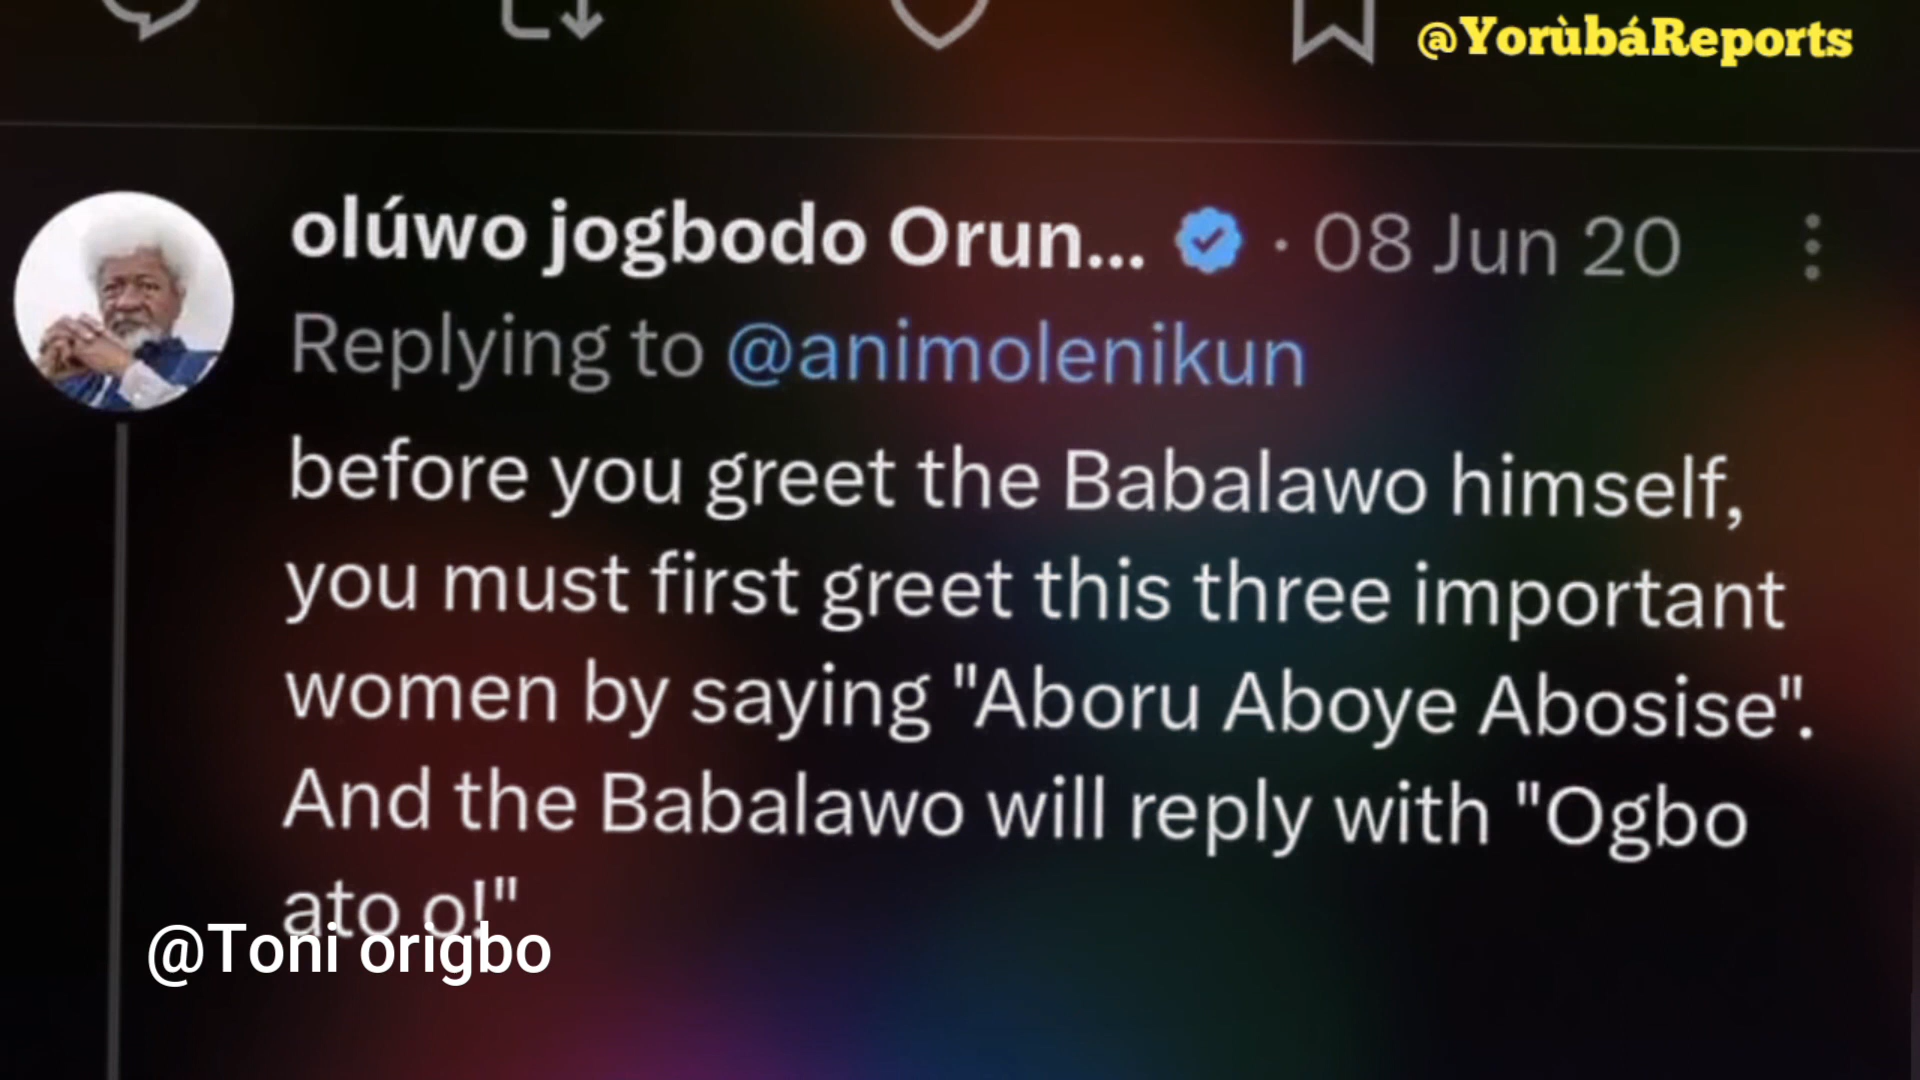 @YorùbáReports
olúwo jogbodo Orun... · 08 Jun 20
Replying to @animolenikun
before you greet the Babalawo himself,
you must first greet this three important
women by saying "Aboru Aboye Abosise".
And the Babalawo will reply with "Ogbo
ato o!"
@Toni origbo